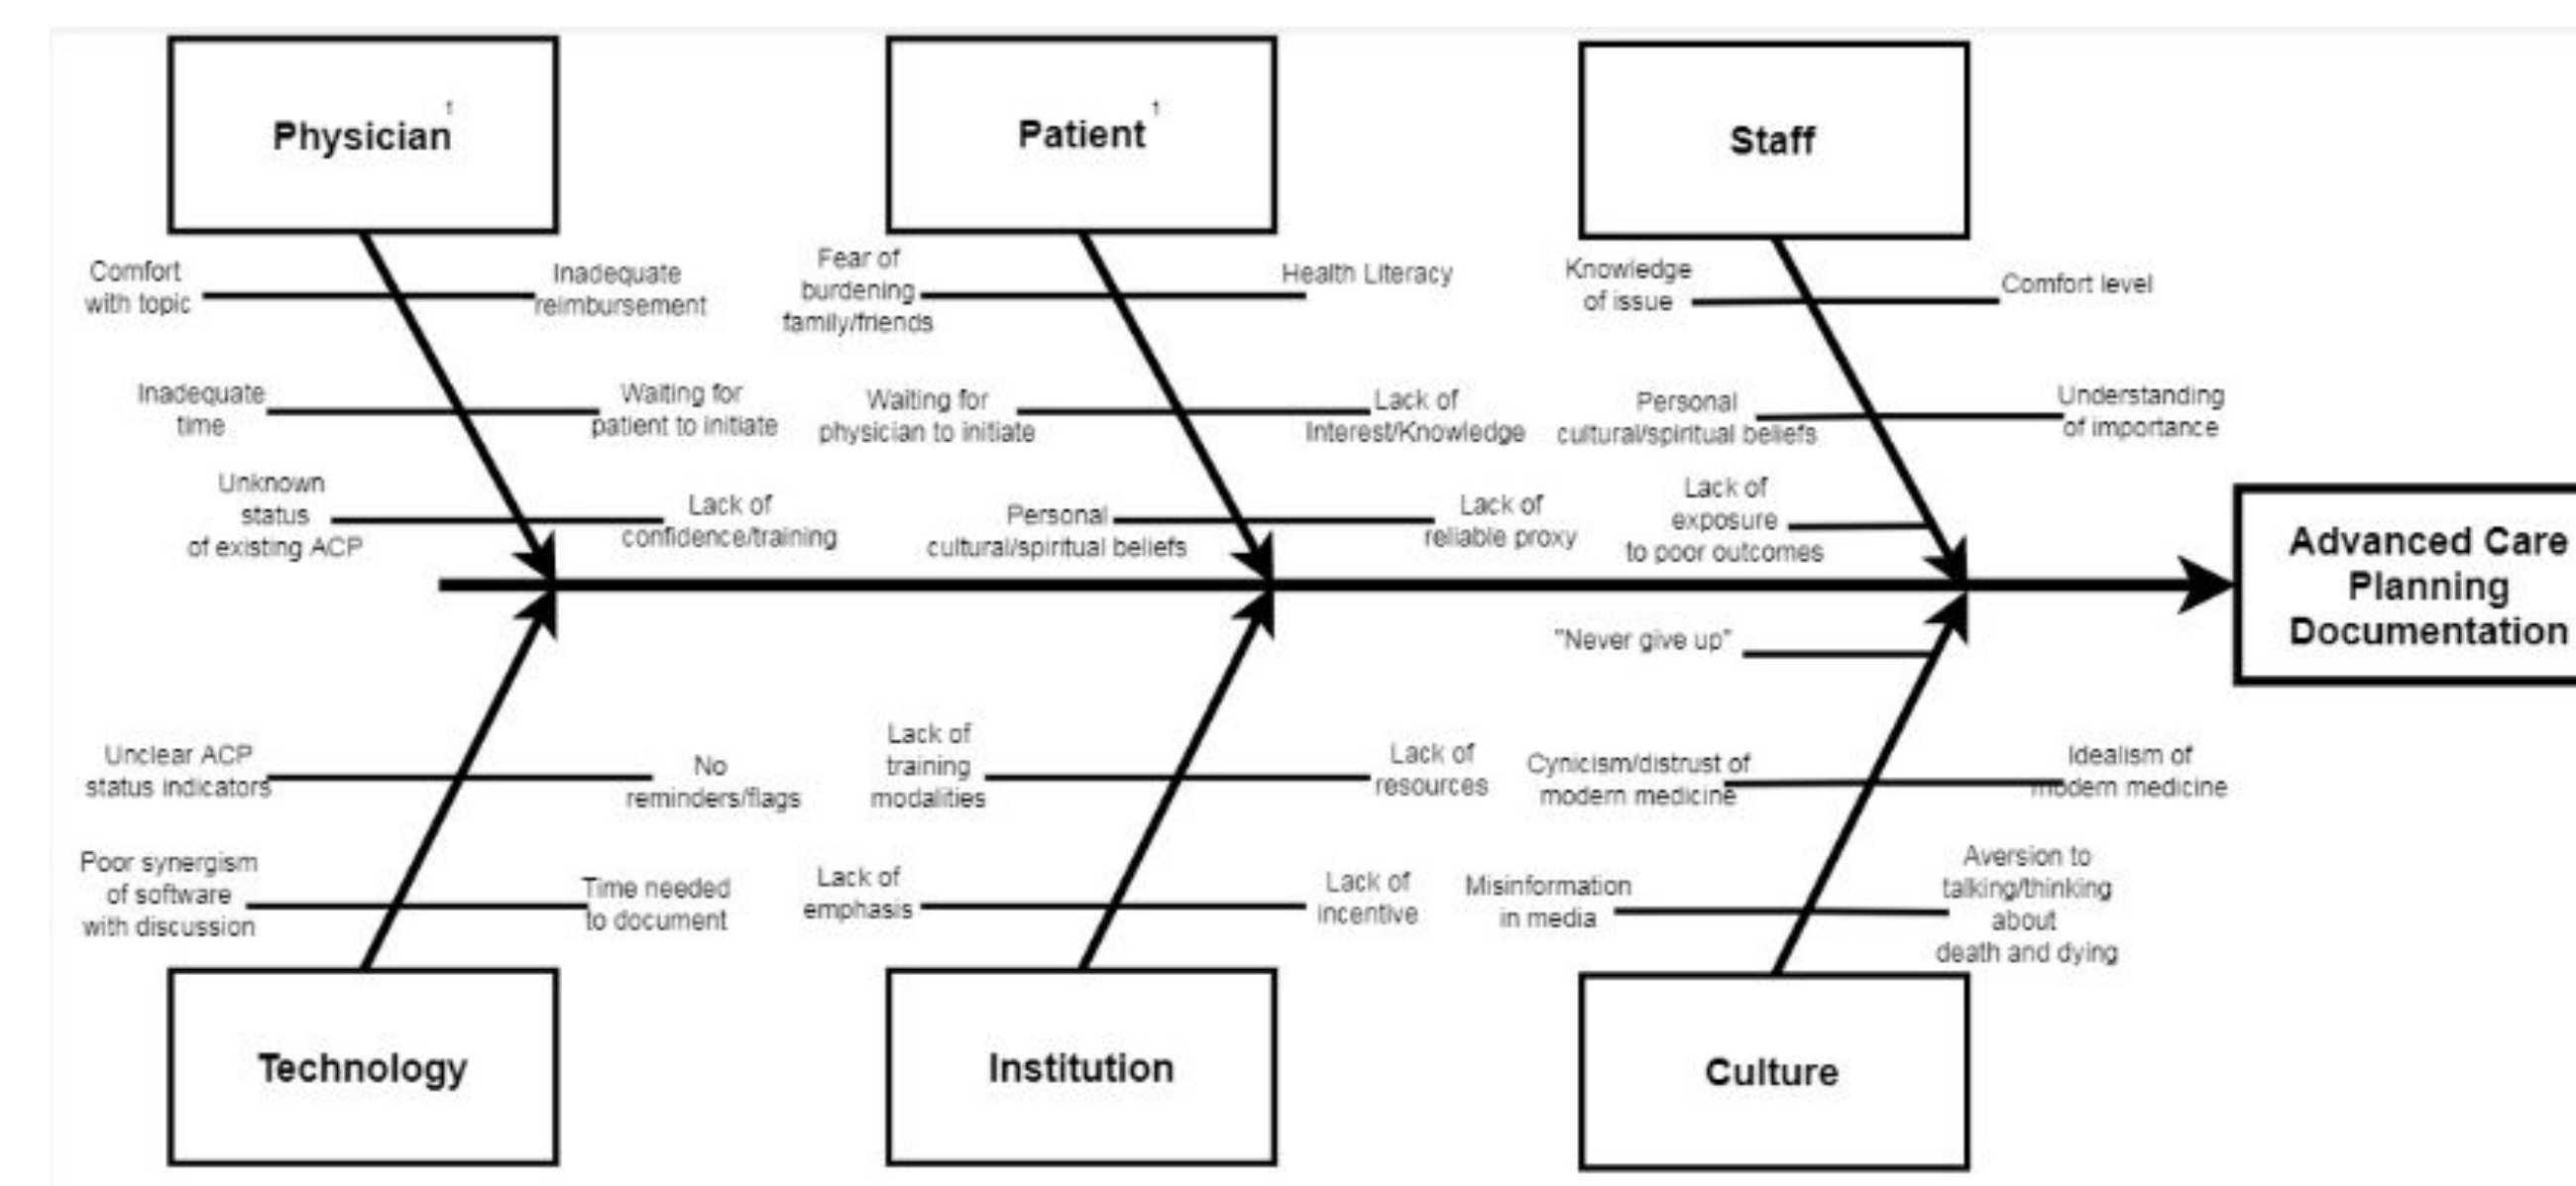 Physician
1
Patient
1
Staff
Comfort
with topic
Inadequate
reimbursement
Inadequate
time
Waiting for
patient to initiate
Unknown
status
of existing ACP
Lack of
confidence/training
Fear of
burdening
family/friends
Health Literacy
Waiting for
physician to initiate
Lack of
Interest/Knowledge
Personal
cultural/spiritual beliefs
Lack of
reliable proxy
Knowledge
of issue
Comfort level
Personal
cultural/spiritual beliefs
Understanding
of importance
Lack of
exposure
to poor outcomes
Advanced Care
Planning
Documentation
Unclear ACP
status indicators
No
reminders/flags
Poor synergism
of software
with discussion
Time needed
to document
Lack of
training
modalities
Lack of
resources
Lack of
emphasis
Lack of
incentive
"Never give up"
Cynicism/distrust of
modern medicine
Idealism of
modern medicine
Misinformation
in media
Aversion to
talking/thinking
about
death and dying
Technology
Institution
Culture